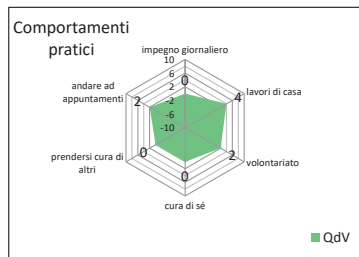 Comportamenti
pratici
impegno giornaliero
10
6
2
-2
-6
-10
0
lavori di casa
4
volontariato
2
cura di sé
0
prendersi cura di
altri
0
andare ad
appuntamenti
2
QdV